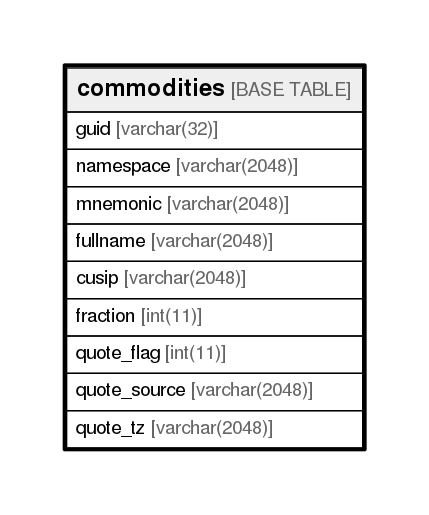 commodities [BASE TABLE]
guid [varchar(32)]
namespace [varchar(2048)]
mnemonic [varchar(2048)]
fullname [varchar(2048)]
cusip [varchar(2048)]
fraction [int(11)]
quote_flag [int(11)]
quote_source [varchar(2048)]
quote_tz [varchar(2048)]